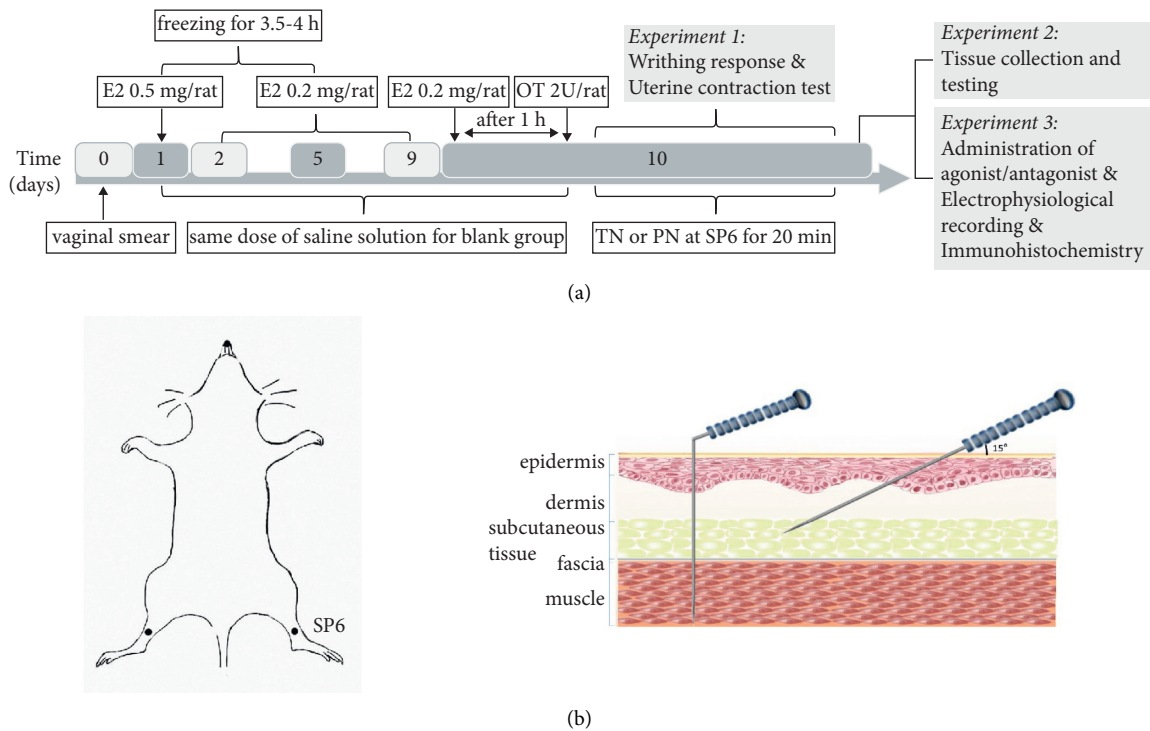 freezing for 3.5-4 h
E2 0.5 mg/rat
E2 0.2 mg/rat
E2 0.2 mg/rat
OT 2U/rat
after 1 h
Experiment 1:
Writhing response &
Uterine contraction test
Experiment 2:
Tissue collection and
testing
Time
(days)
0
1
2
5
9
10
Experiment 3:
Administration of
agonist/antagonist &
Electrophysiological
recording &
Immunohistochemistry
vaginal smear
same dose of saline solution for blank group
TN or PN at SP6 for 20 min
(a)
SP6
epidermis
dermis
subcutaneous
tissue
fascia
muscle
15°
(b)